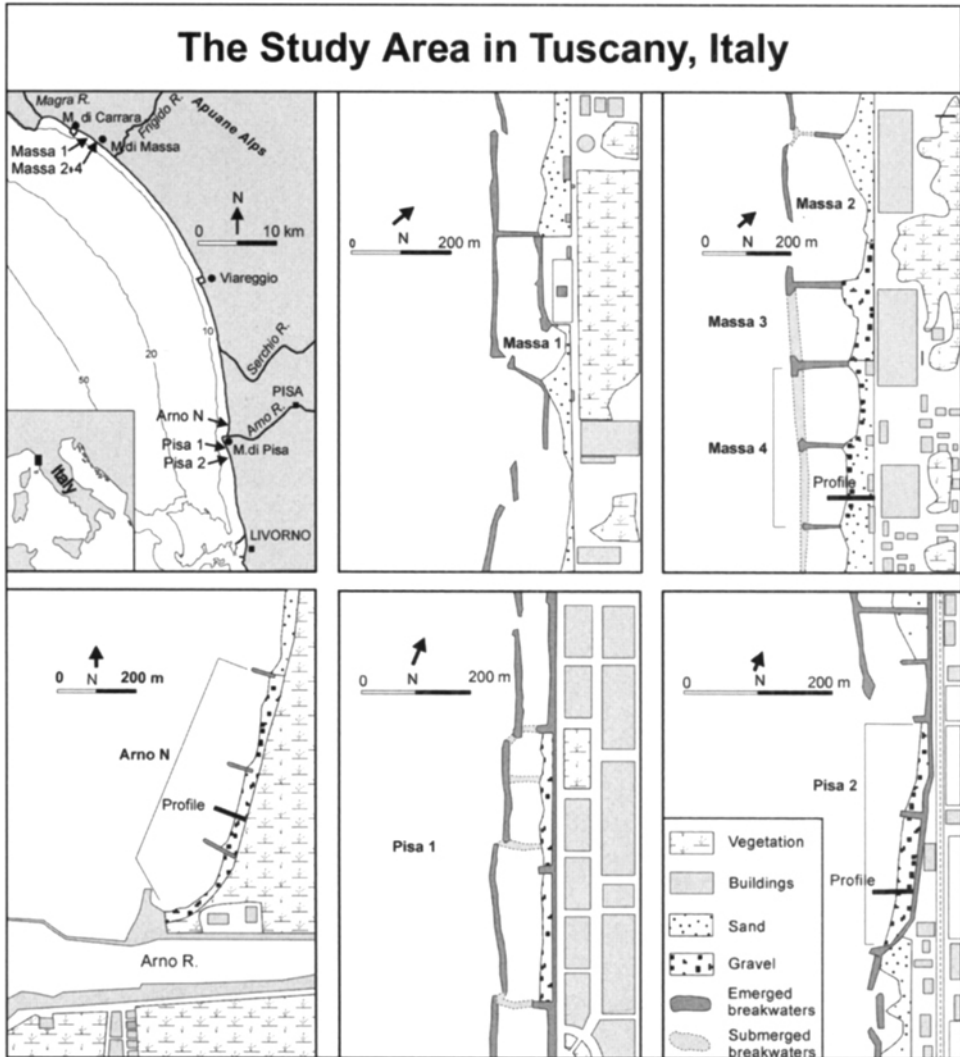 The Study Area in Tuscany, Italy
Magra R.
M. di Carrara
Frigido R.
Apuane Alps
Massa 1
M.di Massa
Massa 2÷4
N
0 10 km
Viareggio
10
20
50
Serchio R.
PISA
Arno N
Arno R.
Pisa 1
M.di Pisa
Pisa 2
Italy
LIVORNO
N
0 200 m
Massa 1
Massa 2
N
0 200 m
Massa 3
Massa 4
Profile
0 N 200 m
Arno N
Profile
Arno R.
N
0 200 m
Pisa 1
N
0 200 m
Pisa 2
Profile
Vegetation
Buildings
Sand
Gravel
Emerged
breakwaters
Submerged
breakwaters